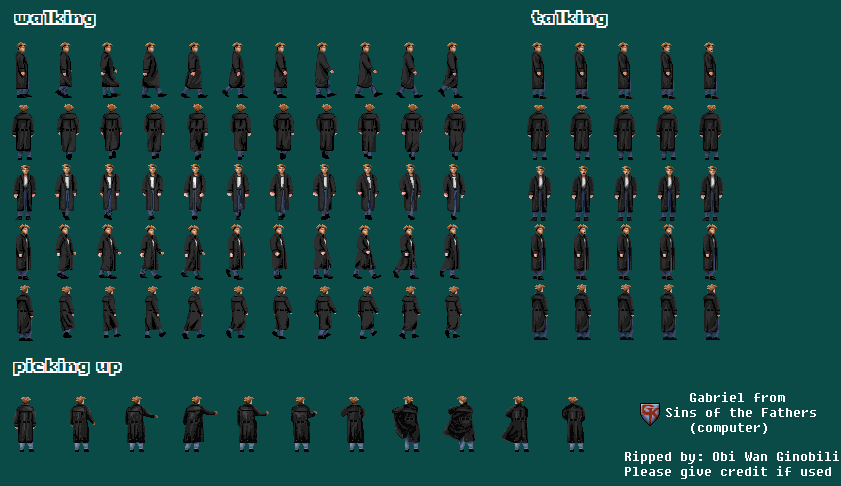 walking
talking
picking up
GK
Gabriel from
Sins of the Fathers
(computer)
Ripped by: Obi Wan Ginobili
Please give credit if used